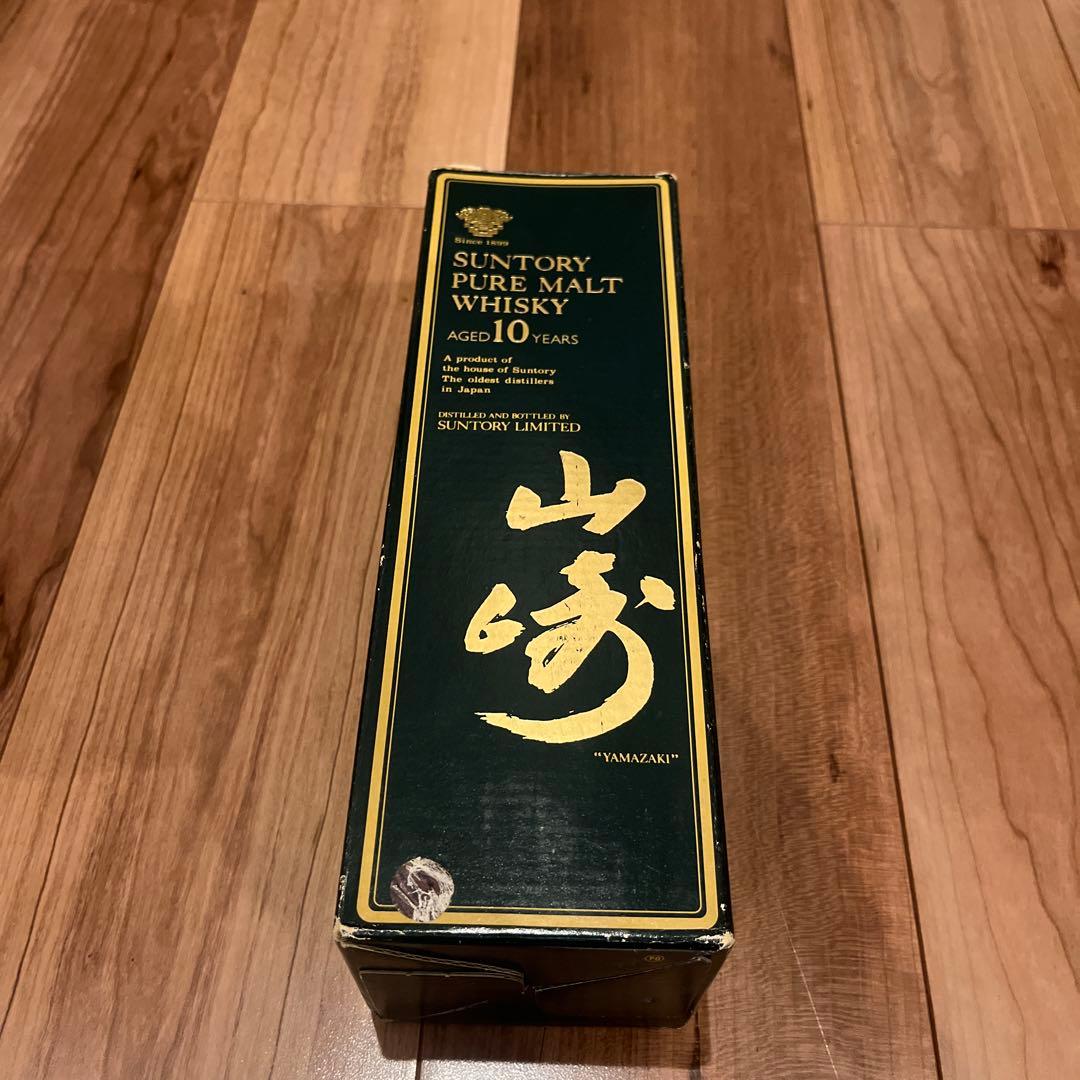 Since 1899
SUNTORY
PURE MALT
WHISKY
AGED 10 YEARS
A product of
the house of Suntory
The oldest distillers
in Japan
DISTILLED AND BOTTLED BY
SUNTORY LIMITED
山
崎
“YAMAZAKI”
PG